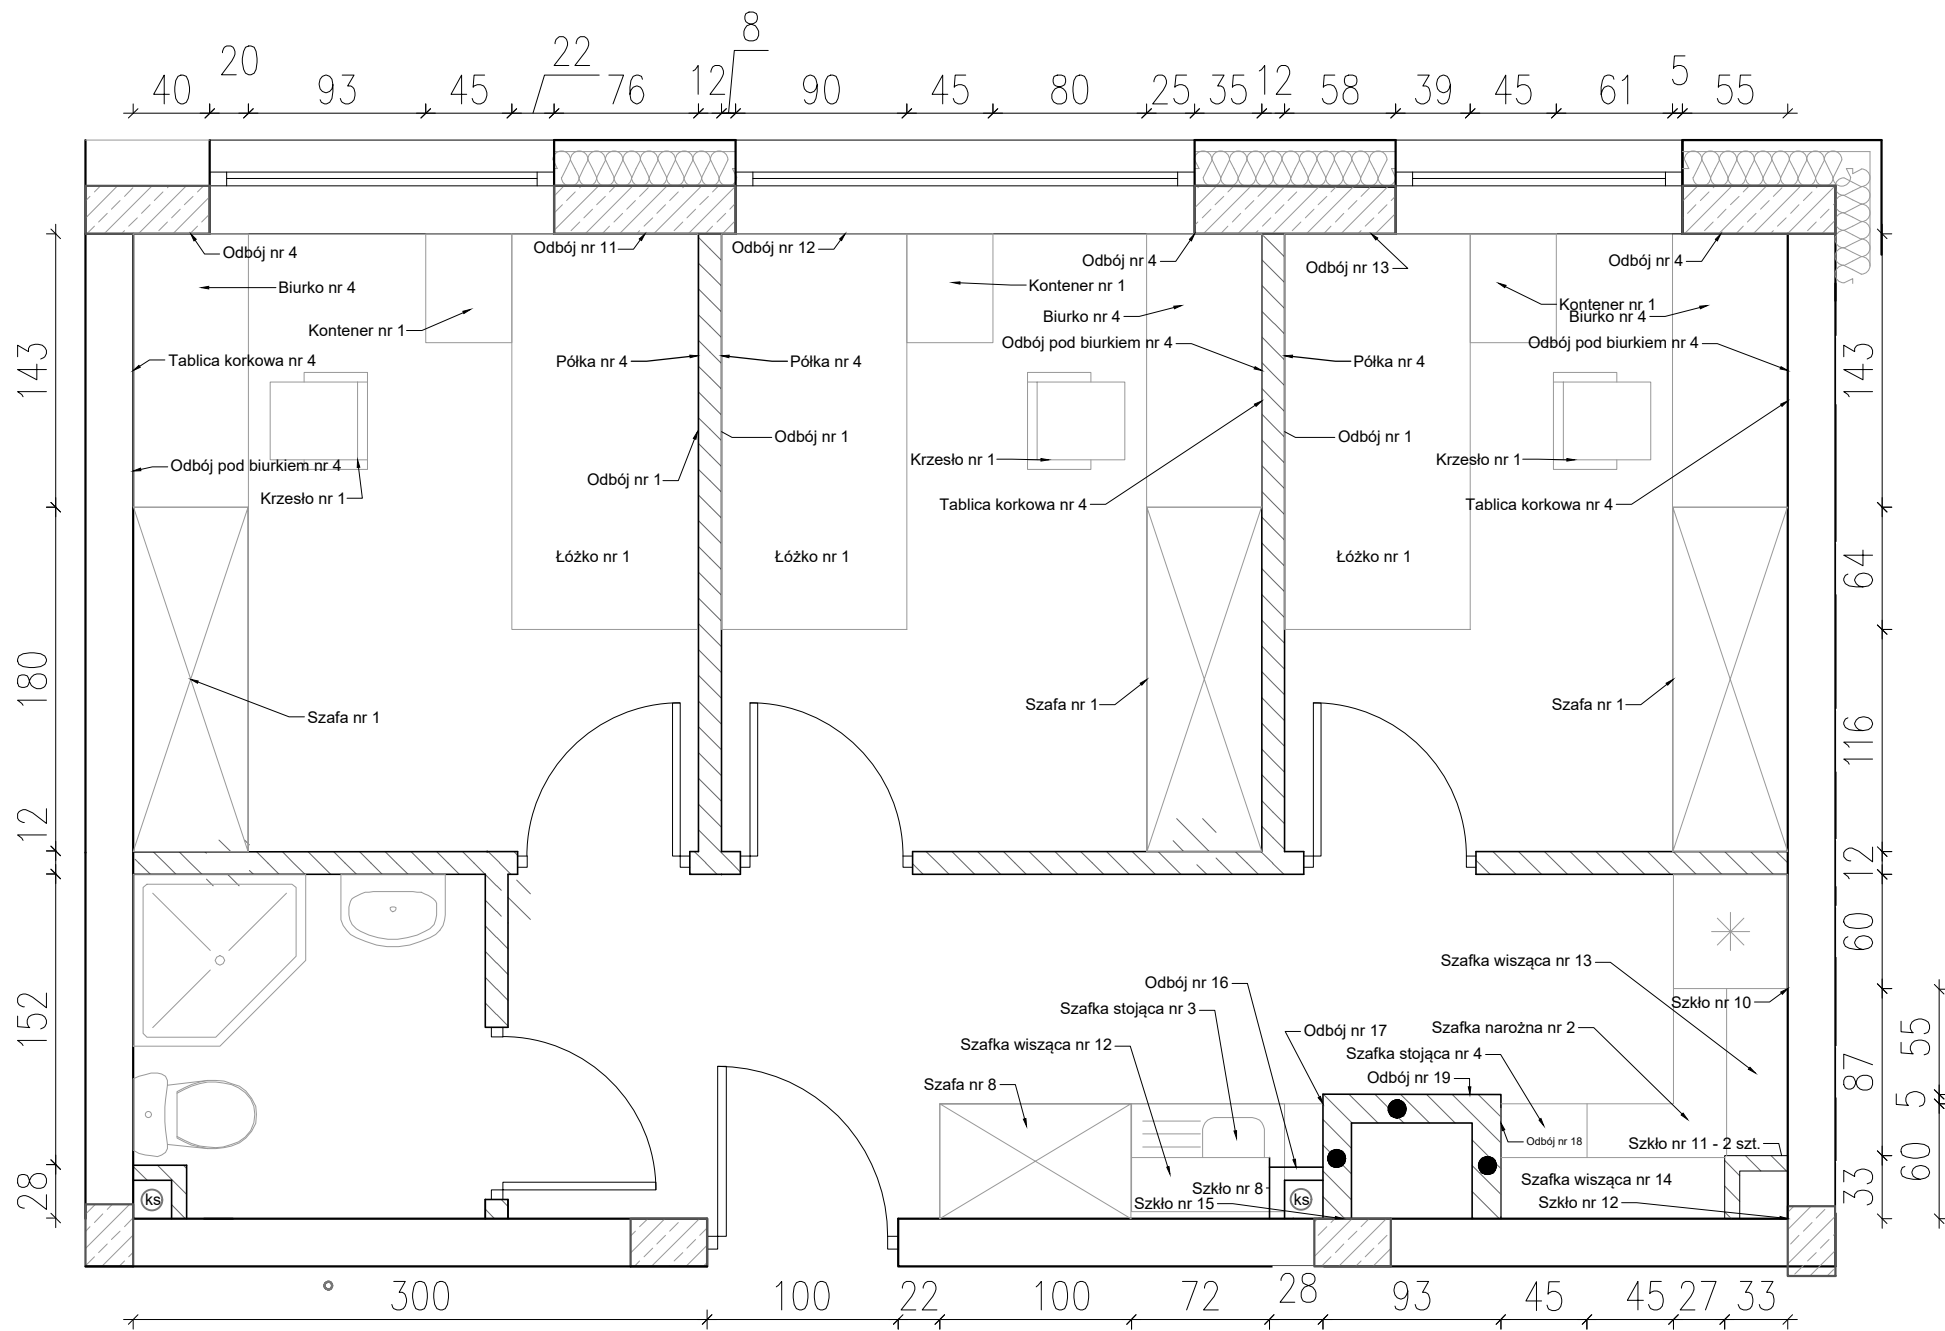 8
20
22
5
40
93
45
76
12
90
45
80
25
35
12
58
39
45
61
55
Odbój nr 4
Odbój nr 11
Odbój nr 12
Odbój nr 4
Odbój nr 13
Odbój nr 4
Biurko nr 4
Kontener nr 1
Kontener nr 1
Kontener nr 1
Biurko nr 4
Biurko nr 4
Odbój pod biurkiem nr 4
Odbój pod biurkiem nr 4
Tablica korkowa nr 4
Półka nr 4
Półka nr 4
Półka nr 4
143
143
Odbój nr 1
Odbój nr 1
Odbój pod biurkiem nr 4
Krzesło nr 1
Krzesło nr 1
Odbój nr 1
Krzesło nr 1
Tablica korkowa nr 4
Tablica korkowa nr 4
Łóżko nr 1
Łóżko nr 1
Łóżko nr 1
64
180
Szafa nr 1
Szafa nr 1
Szafa nr 1
116
12
12
60
Szafka wisząca nr 13
Odbój nr 16
Szkło nr 10
Szafka stojąca nr 3
152
Odbój nr 17
Szafka narożna nr 2
Szafka wisząca nr 12
Szafka stojąca nr 4
55
Szafa nr 8
Odbój nr 19
87
5
Odbój nr 18
Szkło nr 11 - 2 szt.
60
Szafka wisząca nr 14
28
33
Szkło nr 8
ks
ks
Szkło nr 15
Szkło nr 12
300
100
22
100
72
28
93
45
45
27
33